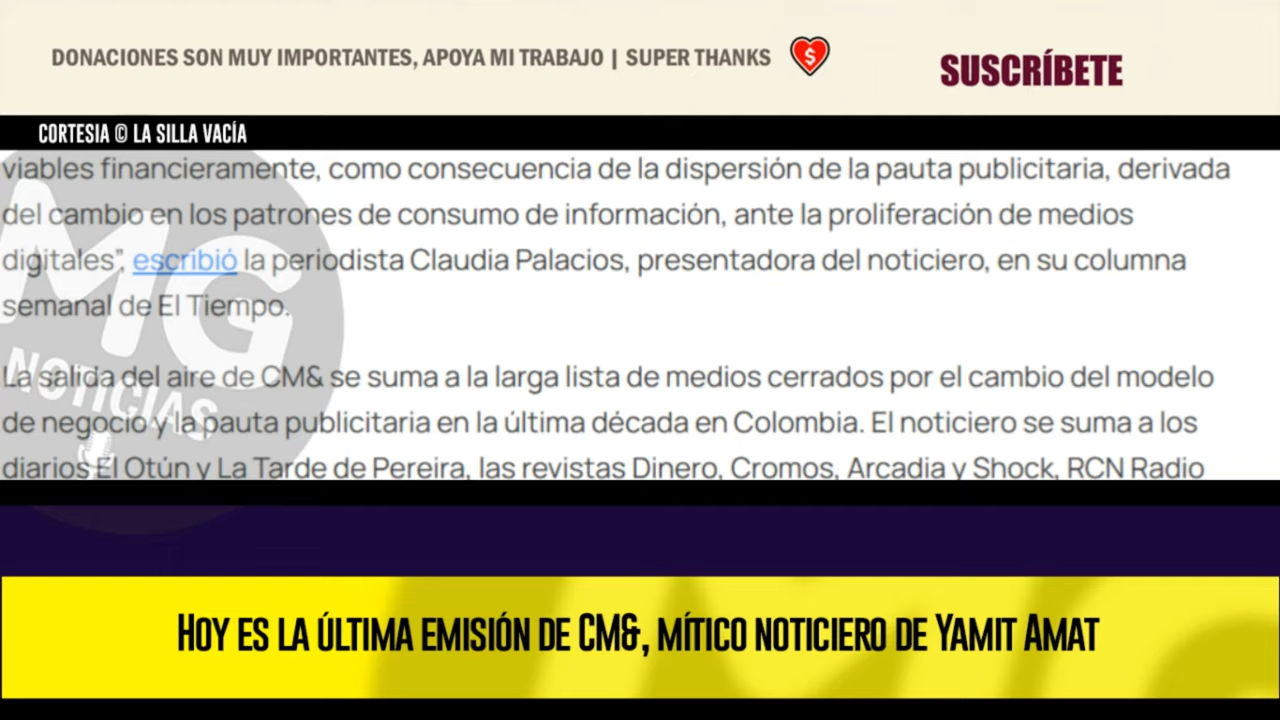 DONACIONES SON MUY IMPORTANTES, APOYA MI TRABAJO | SUPER THANKS
SUSCRÍBETE
CORTESIA © LA SILLA VACÍA
viables financieramente, como consecuencia de la dispersión de la pauta publicitaria, derivada
del cambio en los patrones de consumo de información, ante la proliferación de medios
digitales”, escribió la periodista Claudia Palacios, presentadora del noticiero, en su columna
semanal de El Tiempo.
La salida del aire de CM& se suma a la larga lista de medios cerrados por el cambio del modelo
de negocio y la pauta publicitaria en la última década en Colombia. El noticiero se suma a los
diarios El Otún y La Tarde de Pereira, las revistas Dinero, Cromos, Arcadia y Shock, RCN Radio
MG
NOTICIAS
HOY ES LA ÚLTIMA EMISIÓN DE CM&, MÍTICO NOTICIERO DE YAMIT AMAT